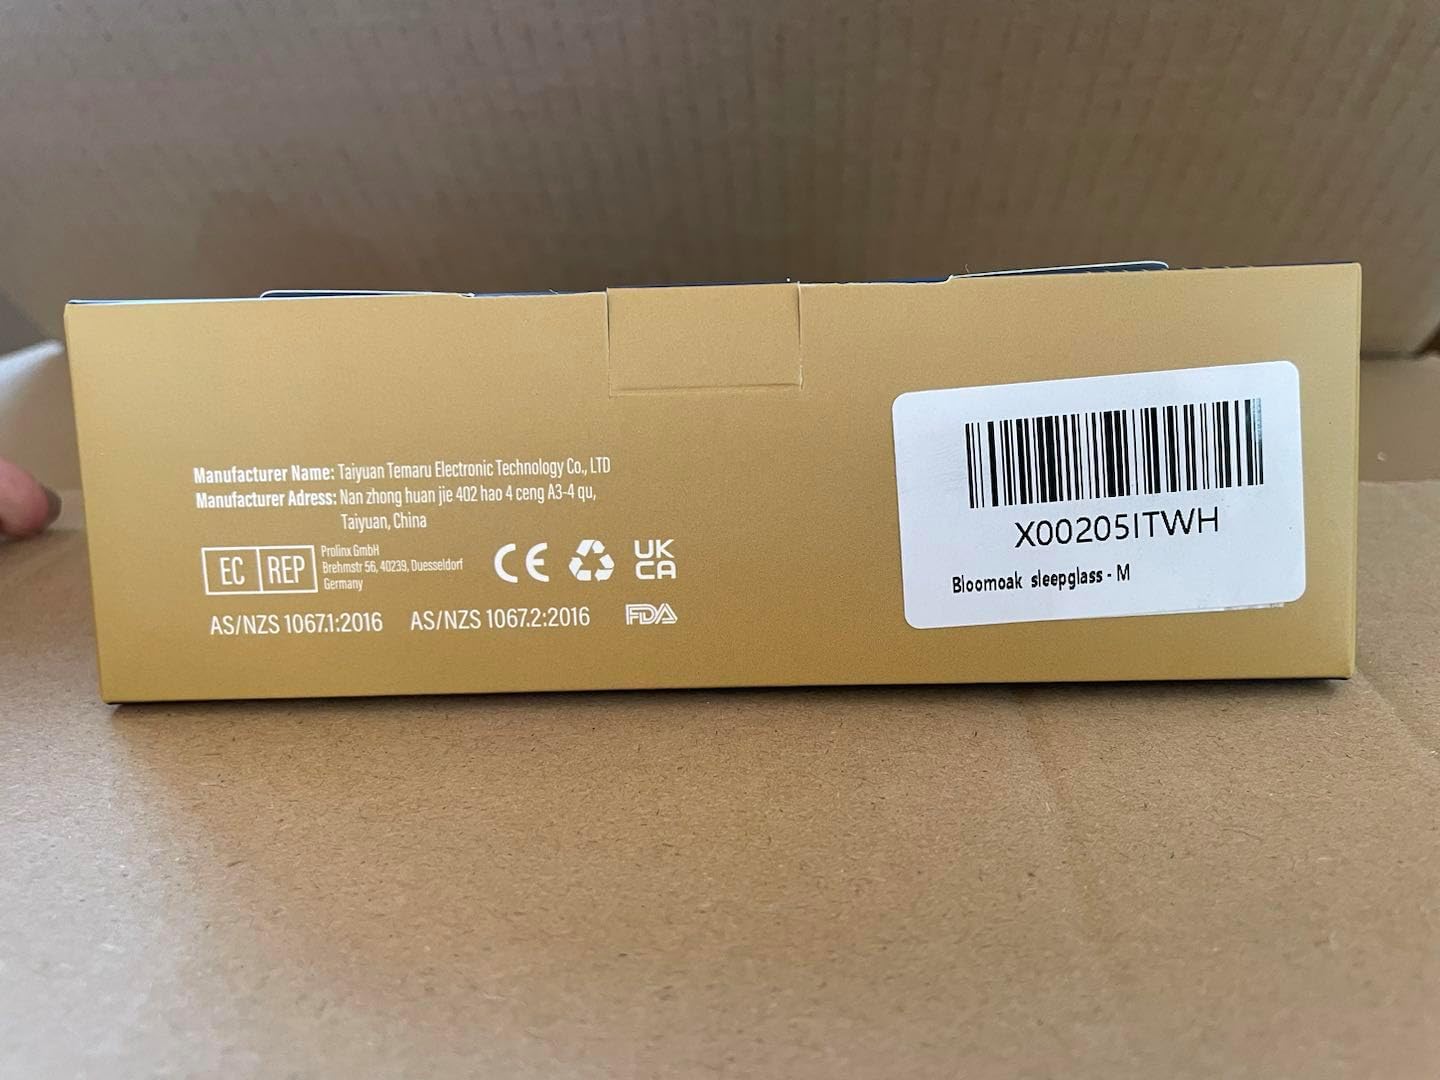 Manufacturer Name: Taiyuan Temaru Electronic Technology Co., LTD
Manufacturer Adress: Nan zhong huan jie 402 hao 4 ceng A3-4 qu,
Taiyuan, China
EC REP
Prolinx GmbH
Brehmstr 56, 40239, Duesseldorf
Germany
CE
UK
CA
AS/NZS 1067.1:2016 AS/NZS 1067.2:2016 FDA
X00205ITWH
Bloomoak sleepglass - M